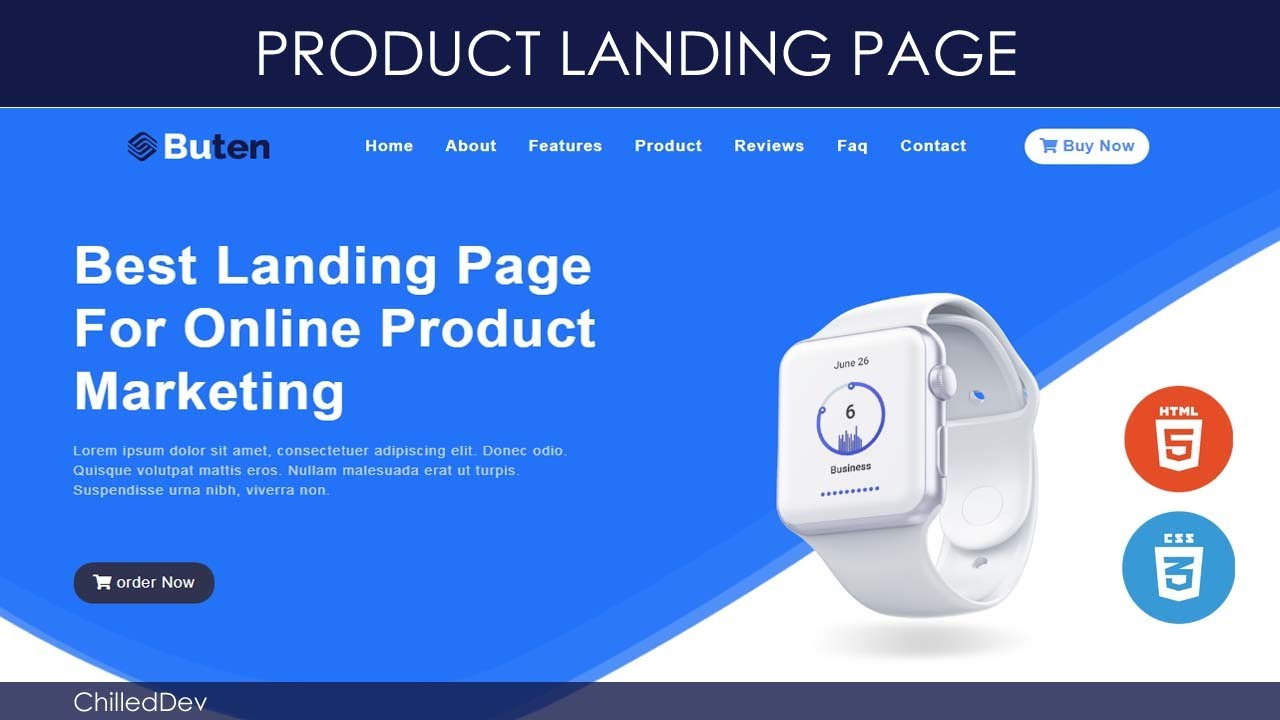 PRODUCT LANDING PAGE
Buten
Home About Features Product Reviews Faq Contact
Buy Now
Best Landing Page
For Online Product
Marketing
Lorem ipsum dolor sit amet, consectetuer adipiscing elit. Donec odio.
Quisque volutpat mattis eros. Nullam malesuada erat ut turpis.
Suspendisse urna nibh, viverra non.
order Now
June 26
6
Business
HTML
5
CSS
3
ChilledDev